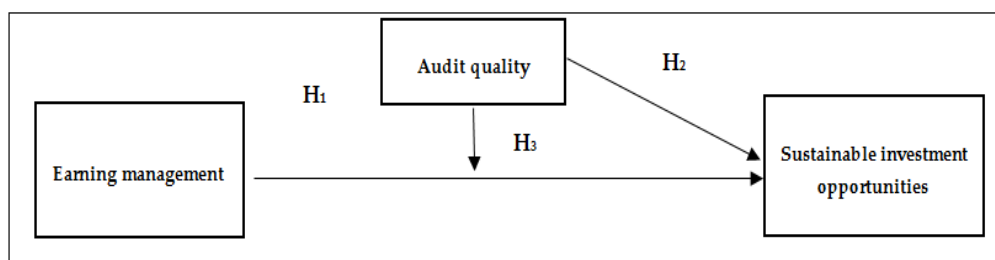 Audit quality
H2
H1
H3
Earning management
Sustainable investment
opportunities